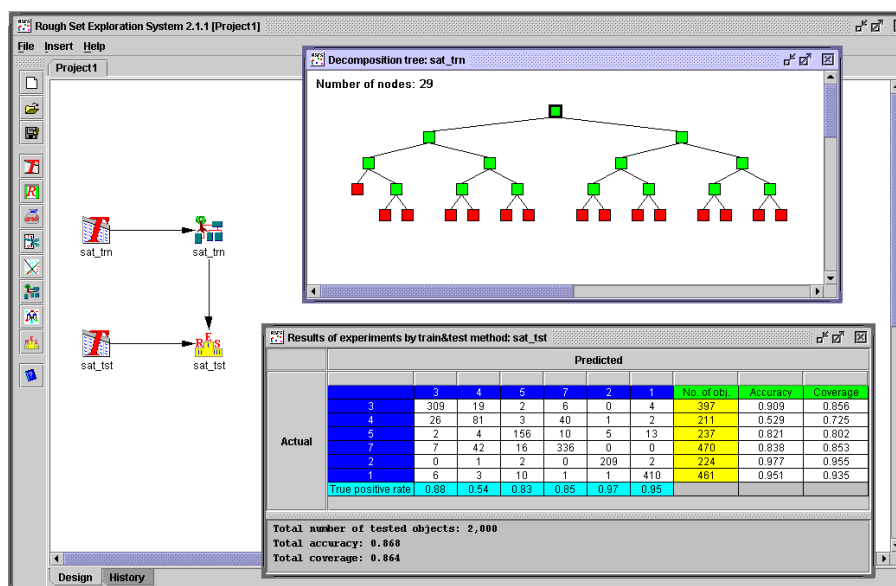 Rough Set Exploration System 2.1.1 [Project1]
File Insert Help
Project1
Decomposition tree: sat_trn
Number of nodes: 29
sat_trn
sat_trn
sat_tst
sat_tst
Results of experiments by train&test method: sat_tst
Predicted
3 4 5 7 2 1 No. of obj. Accuracy Coverage
3 309 19 2 6 0 4 397 0.909 0.856
4 26 81 3 40 1 2 211 0.529 0.725
Actual
5 2 4 156 10 5 13 237 0.821 0.802
7 7 42 16 336 0 0 470 0.838 0.853
2 0 1 2 0 209 2 224 0.977 0.955
1 6 3 10 1 1 410 461 0.951 0.935
True positive rate 0.88 0.54 0.83 0.85 0.97 0.95
Total number of tested objects: 2,000
Total accuracy: 0.868
Total coverage: 0.864
Design History